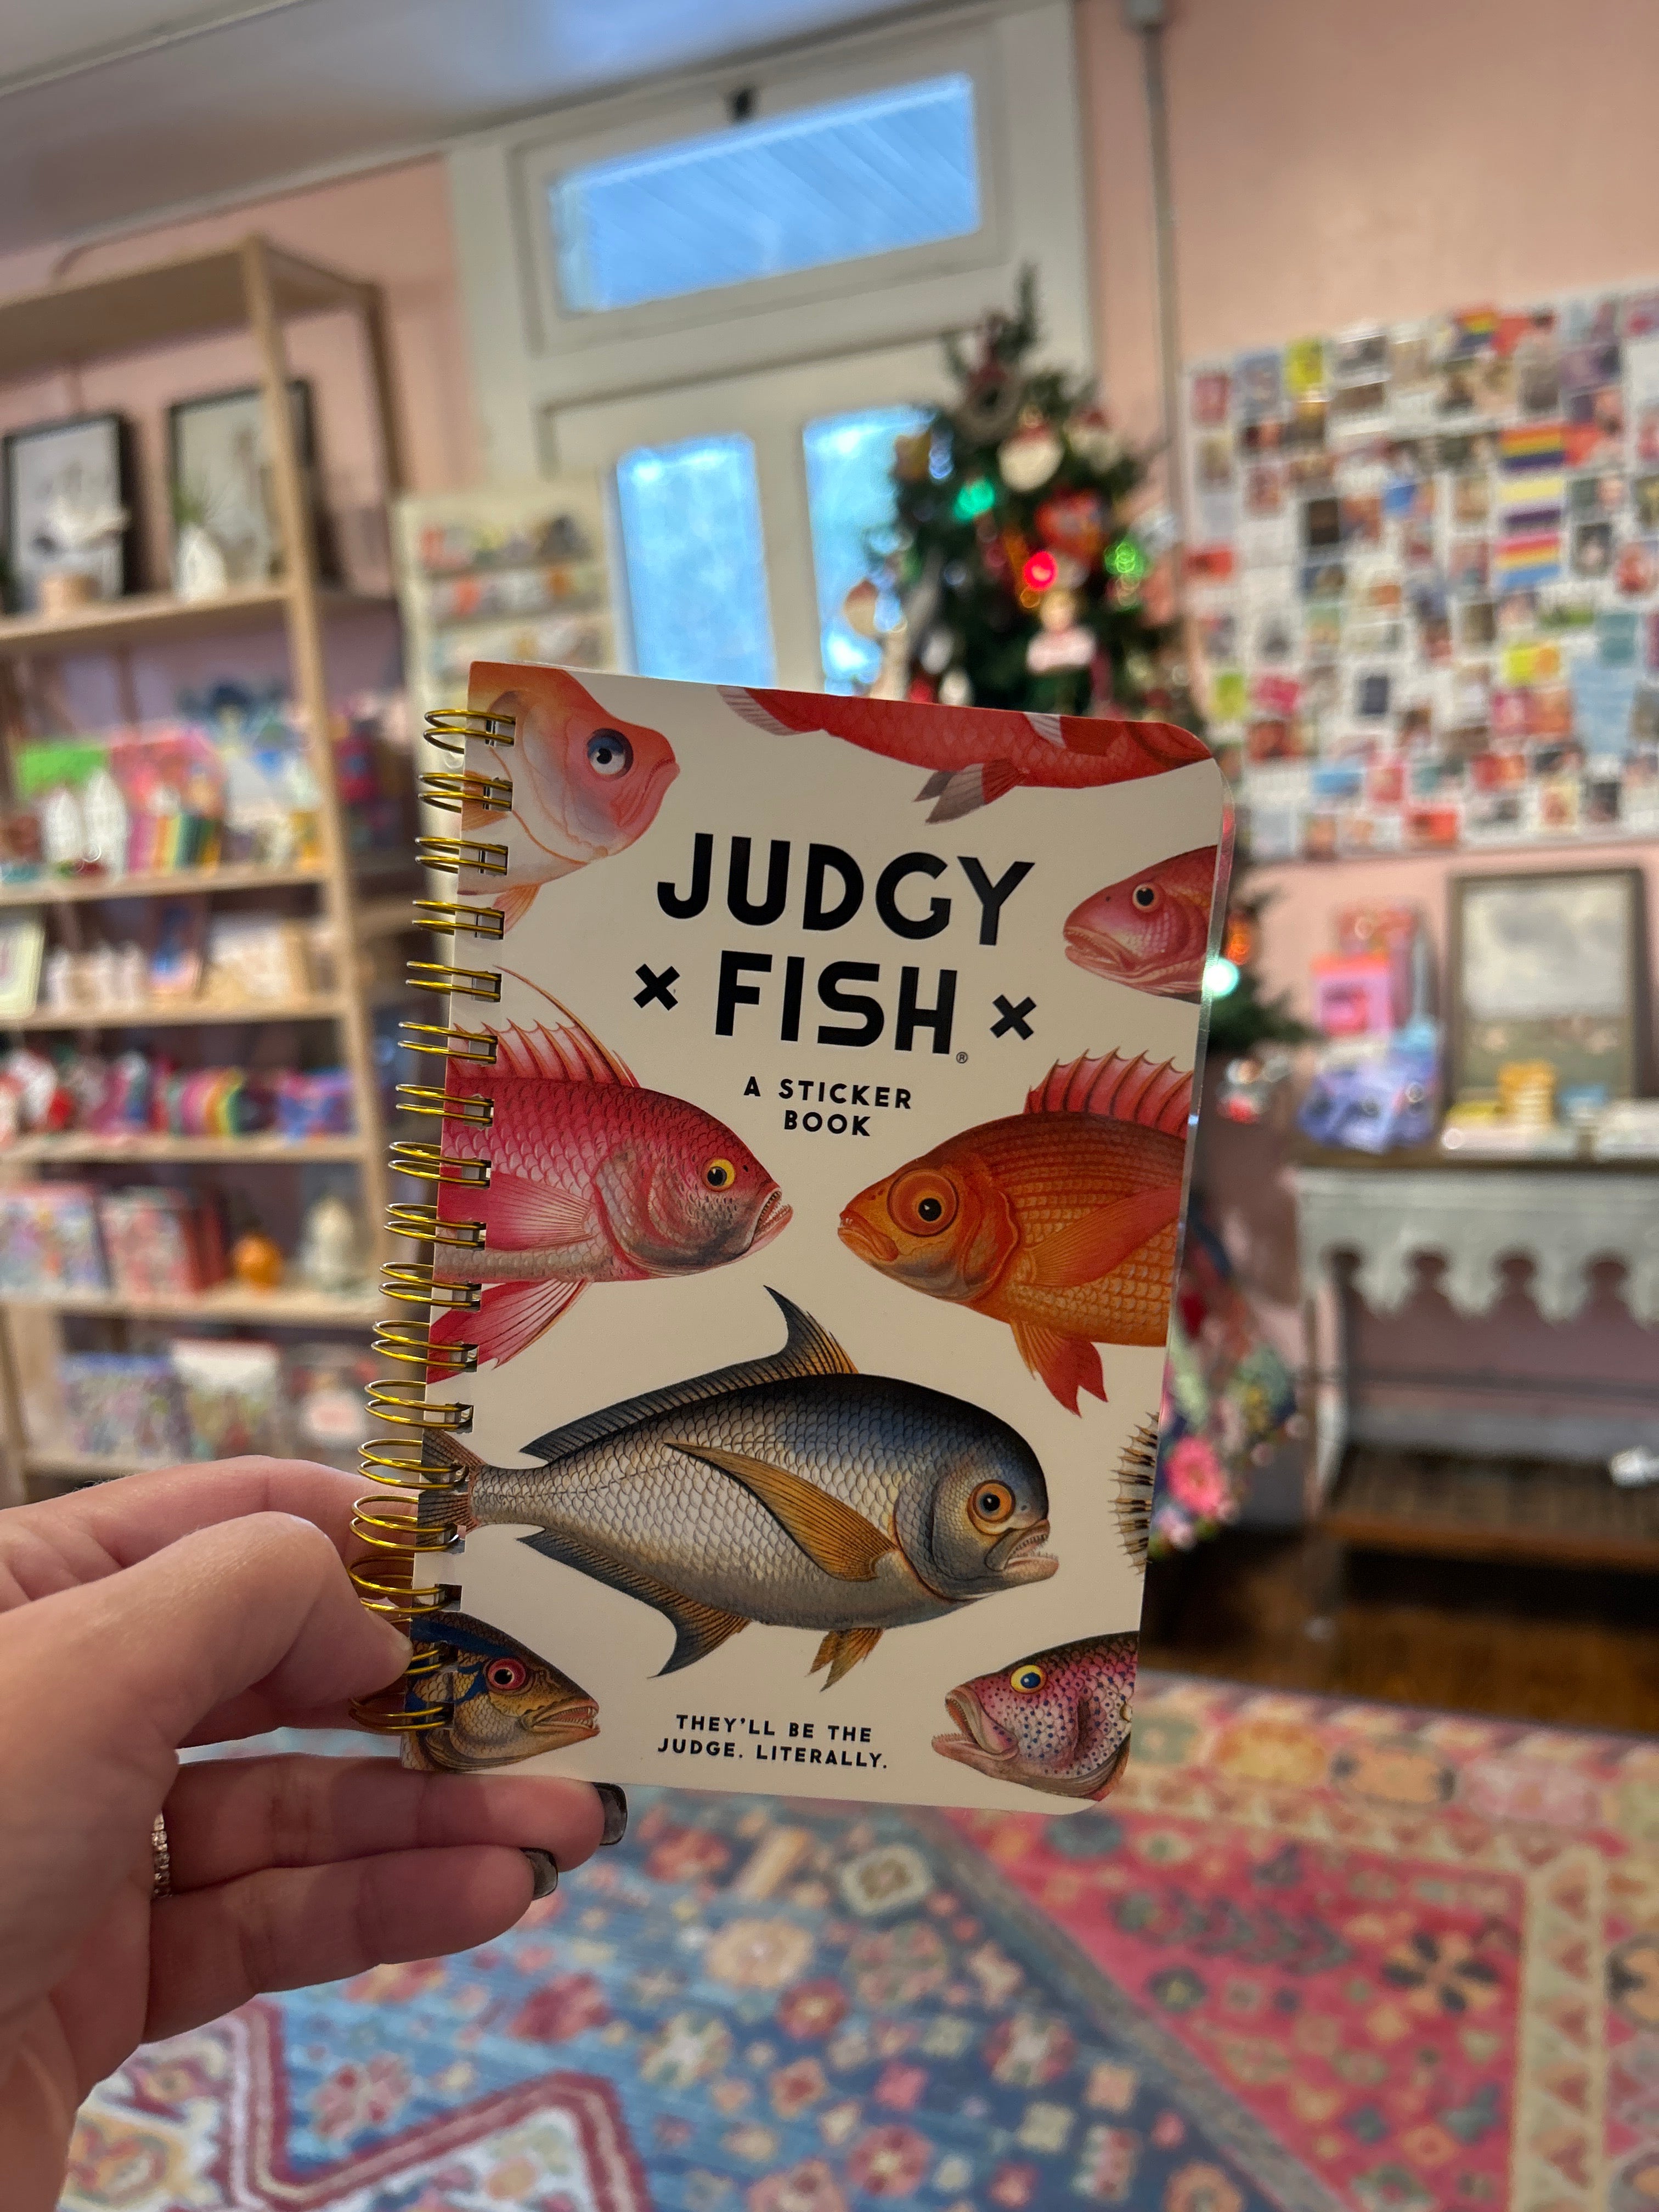 JUDGY
× FISH ×
®
A STICKER
BOOK
THEY'LL BE THE
JUDGE. LITERALLY.